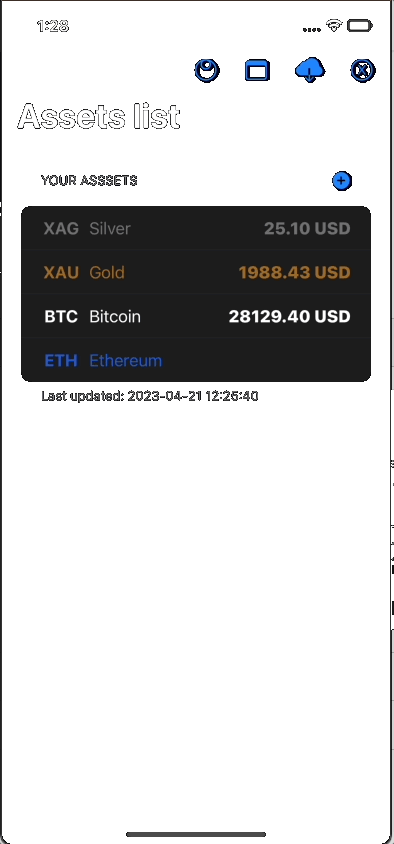 1:28
Assets list
YOUR ASSSETS
XAG Silver 25.10 USD
XAU Gold 1988.43 USD
BTC Bitcoin 28129.40 USD
ETH Ethereum
Last updated: 2023-04-21 12:26:40